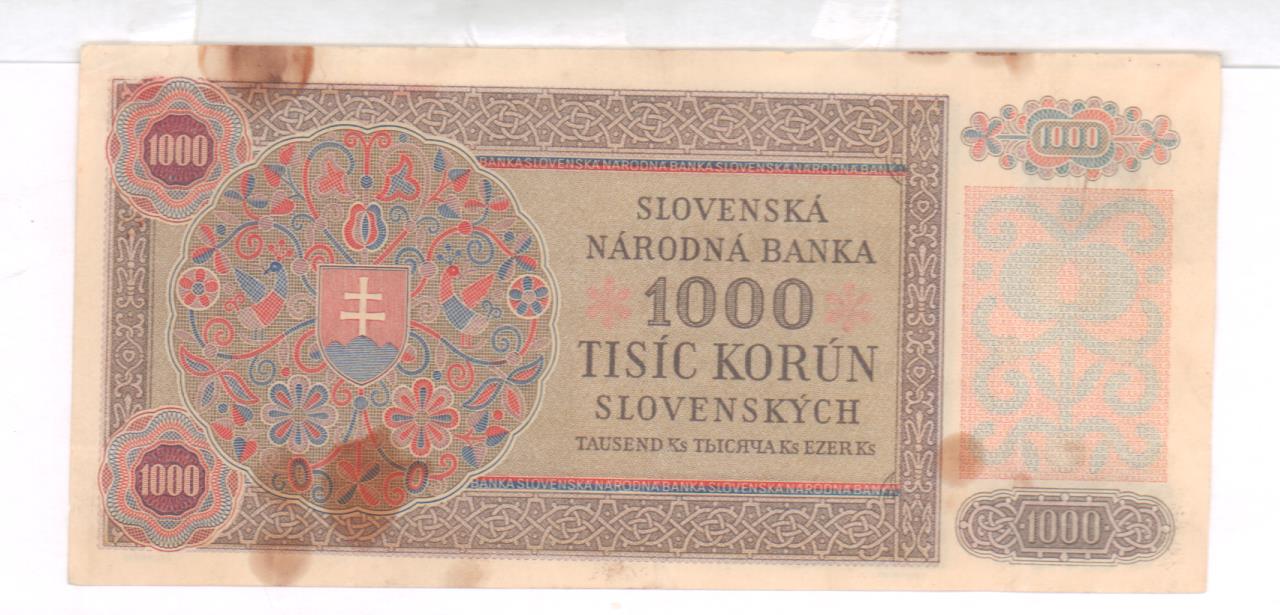 1000
1000
BANKA SLOVENSKÁ NÁRODNÁ BANKA SLOVENSKÁ NÁRODNÁ BANKA
SLOVENSKÁ
NÁRODNÁ BANKA
1000
TISÍC KORÚN
SLOVENSKÝCH
TAUSEND Ks ТЫСЯЧА Ks EZER Ks
BANKA SLOVENSKÁ NÁRODNÁ BANKA SLOVENSKÁ NÁRODNÁ BANKA
1000
1000